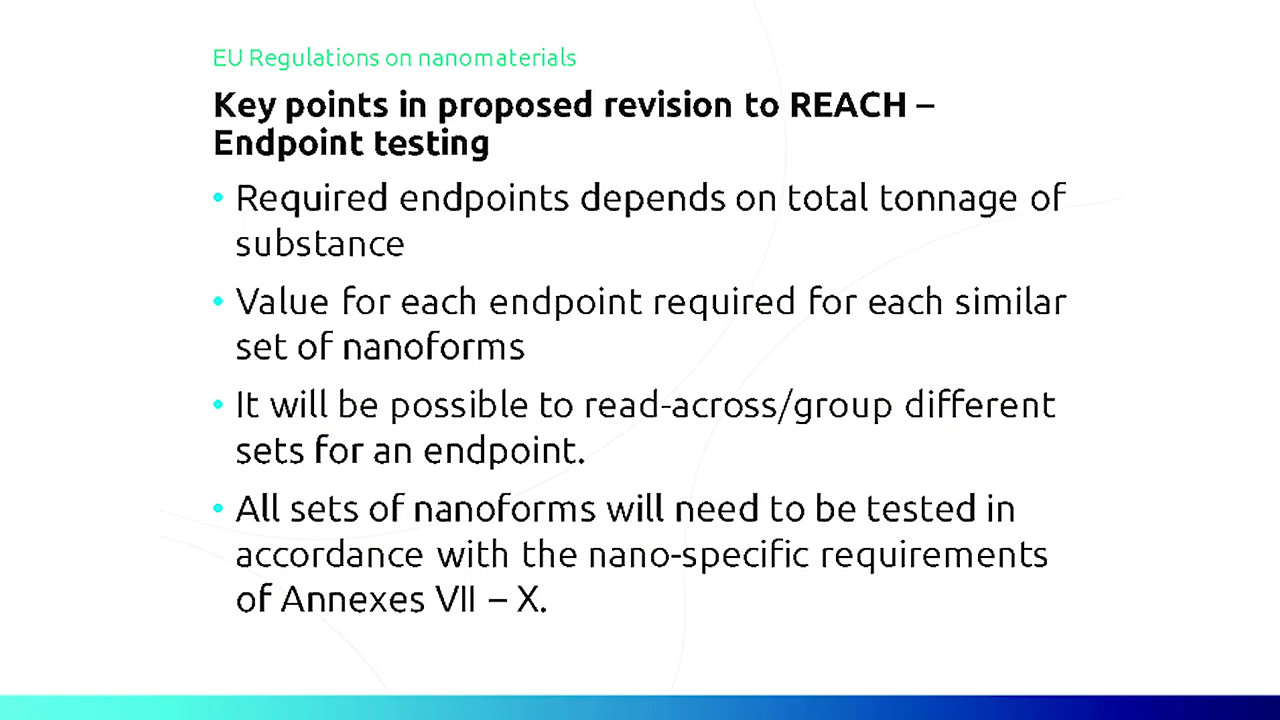 EU Regulations on nanomaterials
Key points in proposed revision to REACH –
Endpoint testing
• Required endpoints depends on total tonnage of
substance
• Value for each endpoint required for each similar
set of nanoforms
• It will be possible to read-across/group different
sets for an endpoint.
• All sets of nanoforms will need to be tested in
accordance with the nano-specific requirements
of Annexes VII – X.